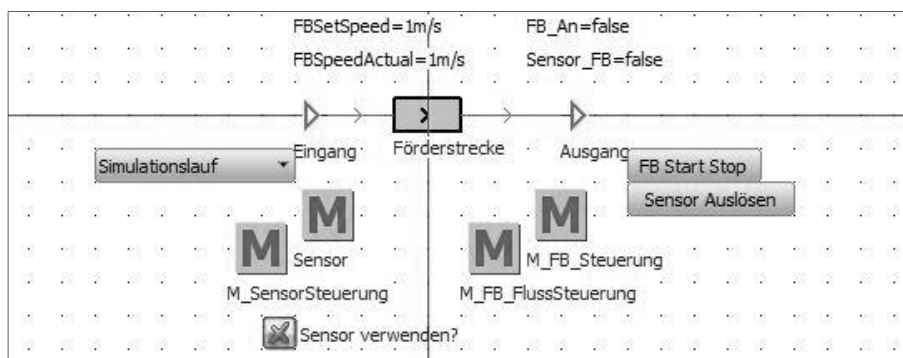 FBSetSpeed=1m/s FB_An=false
FBSpeedActual=1m/s Sensor_FB=false
Eingang Förderstrecke Ausgang
Simulationslauf FB Start Stop
Sensor Auslösen
M M
M M
Sensor M_FB_Steuerung
M_SensorSteuerung M_FB_FlussSteuerung
Sensor verwenden?